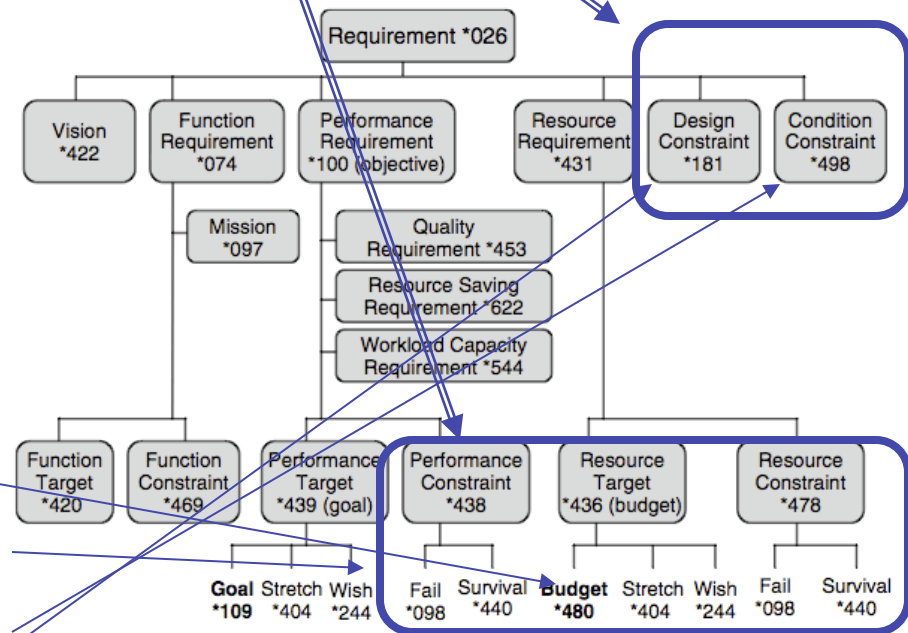 Requirement *026
Vision
*422
Function
Requirement
*074
Performance
Requirement
*100 (objective)
Resource
Requirement
*431
Design
Constraint
*181
Condition
Constraint
*498
Mission
*097
Quality
Requirement *453
Resource Saving
Requirement *622
Workload Capacity
Requirement *544
Function
Target
*420
Function
Constraint
*469
Performance
Target
*439 (goal)
Performance
Constraint
*438
Resource
Target
*436 (budget)
Resource
Constraint
*478
Goal
*109
Stretch
*404
Wish
*244
Fail
*098
Survival
*440
Budget
*480
Stretch
*404
Wish
*244
Fail
*098
Survival
*440